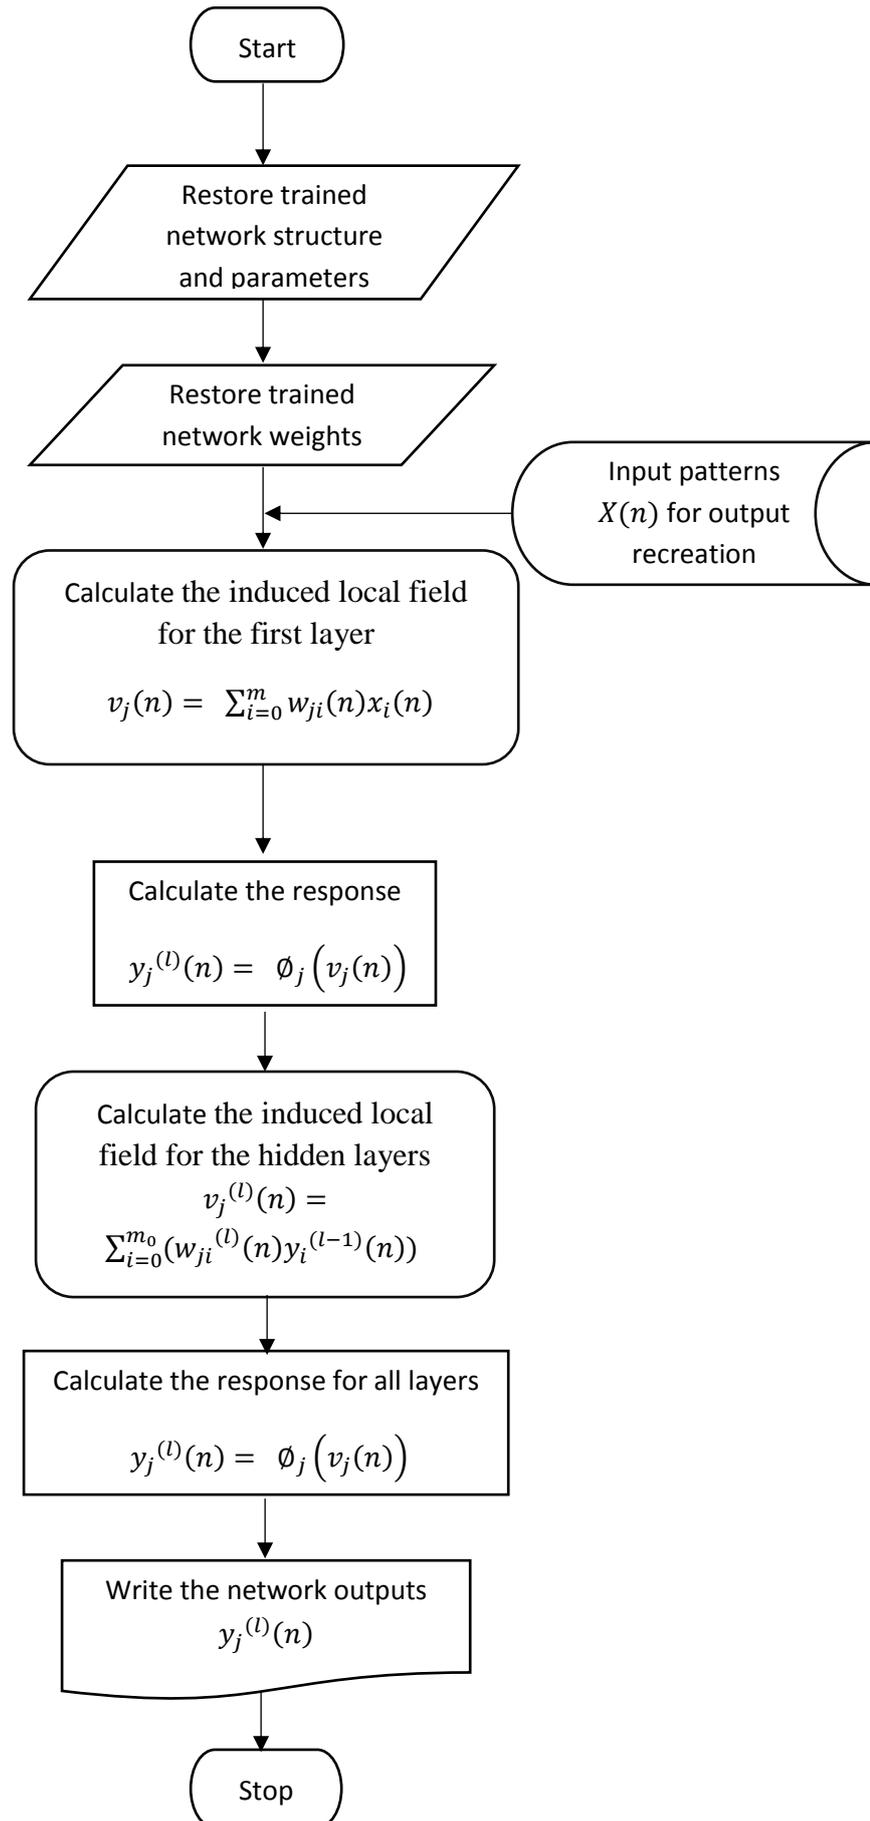 Start
Restore trained
network structure
and parameters
Restore trained
network weights
Input patterns
X(n) for output
recreation
Calculate the induced local field
for the first layer
v_j(n) = ∑_{i=0}^{m} w_{ji}(n)x_i(n)
Calculate the response
y_j^{(l)}(n) = ∅_j(v_j(n))
Calculate the induced local
field for the hidden layers
v_j^{(l)}(n) =
∑_{i=0}^{m_0}(w_{ji}^{(l)}(n)y_i^{(l-1)}(n))
Calculate the response for all layers
y_j^{(l)}(n) = ∅_j(v_j(n))
Write the network outputs
y_j^{(l)}(n)
Stop